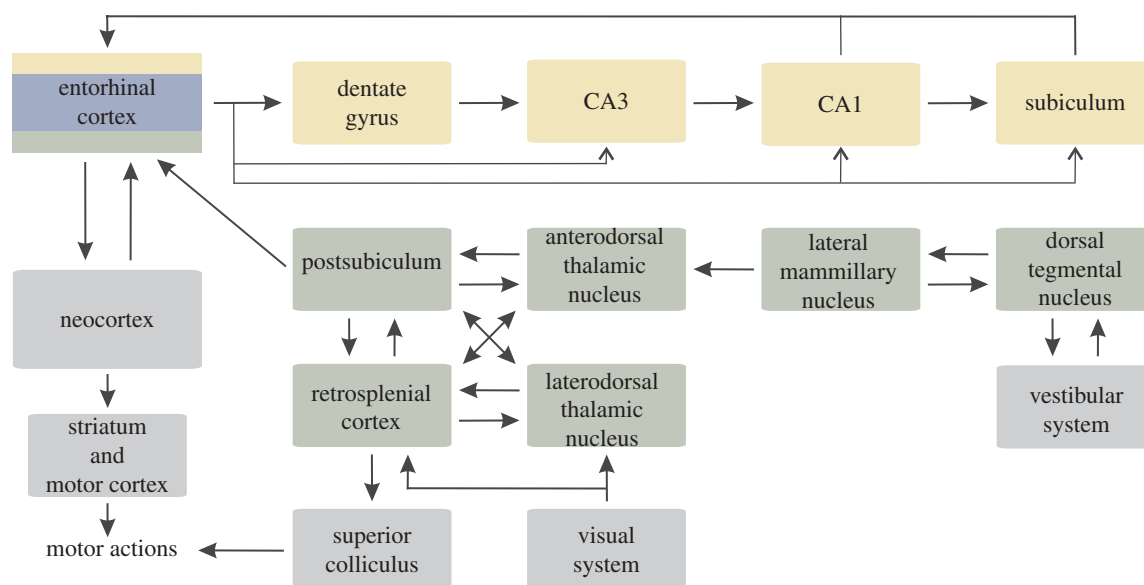 entorhinal
cortex
dentate
gyrus
CA3
CA1
subiculum
postsubiculum
anterodorsal
thalamic
nucleus
lateral
mammillary
nucleus
dorsal
tegmental
nucleus
neocortex
retrosplenial
cortex
laterodorsal
thalamic
nucleus
vestibular
system
striatum
and
motor cortex
motor actions
superior
colliculus
visual
system